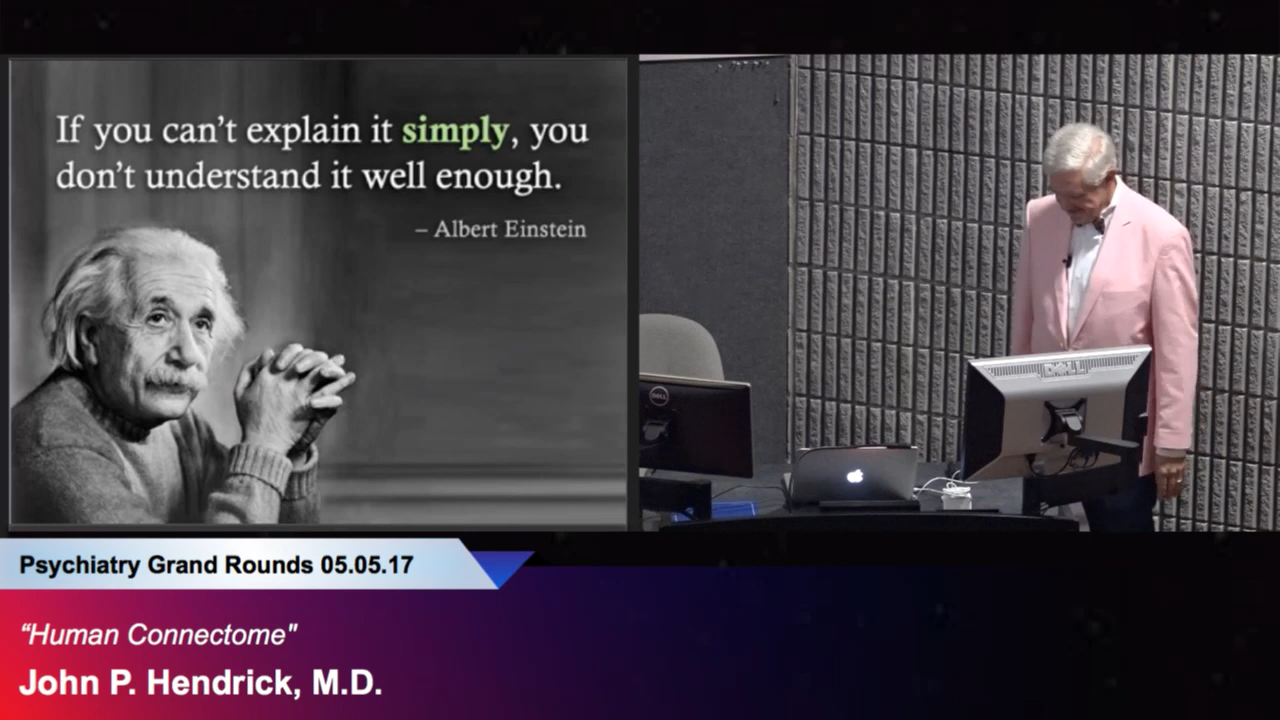 If you can't explain it simply, you
don't understand it well enough.
– Albert Einstein
DELL
DELL
Psychiatry Grand Rounds 05.05.17
“Human Connectome"
John P. Hendrick, M.D.